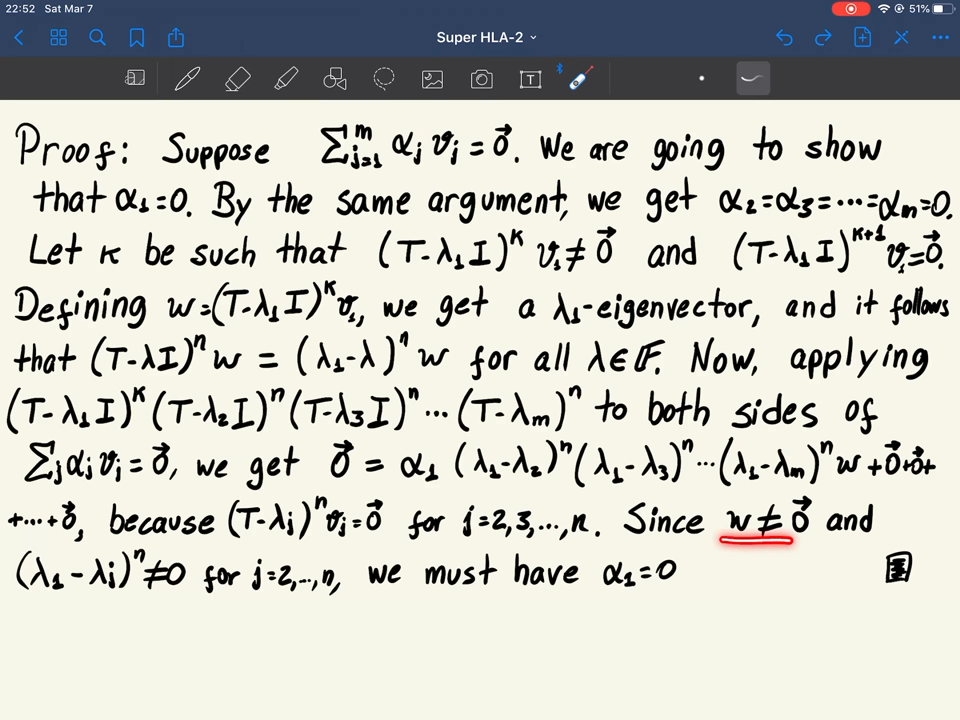 22:52 Sat Mar 7 51%
Super HLA-2
Proof: Suppose ∑_{j=1}^m α_j v_j = 0⃗. We are going to show
that α_1=0. By the same argument, we get α_2=α_3=⋯=α_m=0.
Let k be such that (T-λ_1 I)^k v_1 ≠ 0⃗ and (T-λ_1 I)^{k+1} v_1=0⃗.
Defining w=(T-λ_1 I)^k v_1, we get a λ_1-eigenvector, and it follows
that (T-λI)^n w = (λ_1-λ)^n w for all λ∈𝔽. Now, applying
(T-λ_1 I)^k (T-λ_2 I)^n (T-λ_3 I)^n ⋯ (T-λ_m)^n to both sides of
∑_j α_j v_j = 0⃗, we get 0⃗ = α_1 (λ_1-λ_2)^n (λ_1-λ_3)^n ⋯ (λ_1-λ_m)^n w + 0⃗+0⃗+
+⋯+0⃗, because (T-λ_j)^n v_j=0⃗ for j=2,3,…,n. Since w≠0⃗ and
(λ_1-λ_j)^n ≠0 for j=2,…,n, we must have α_1=0